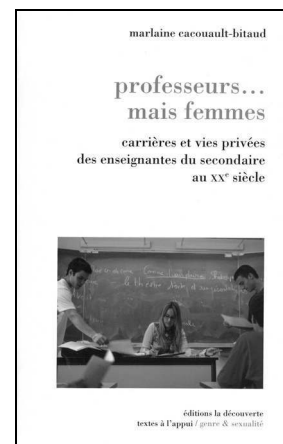 marlaine cacouault-bitaud
professeurs...
mais femmes
carrières et vies privées
des enseignantes du secondaire
au XXe siècle
éditions la découverte
textes à l'appui / genre & sexualité